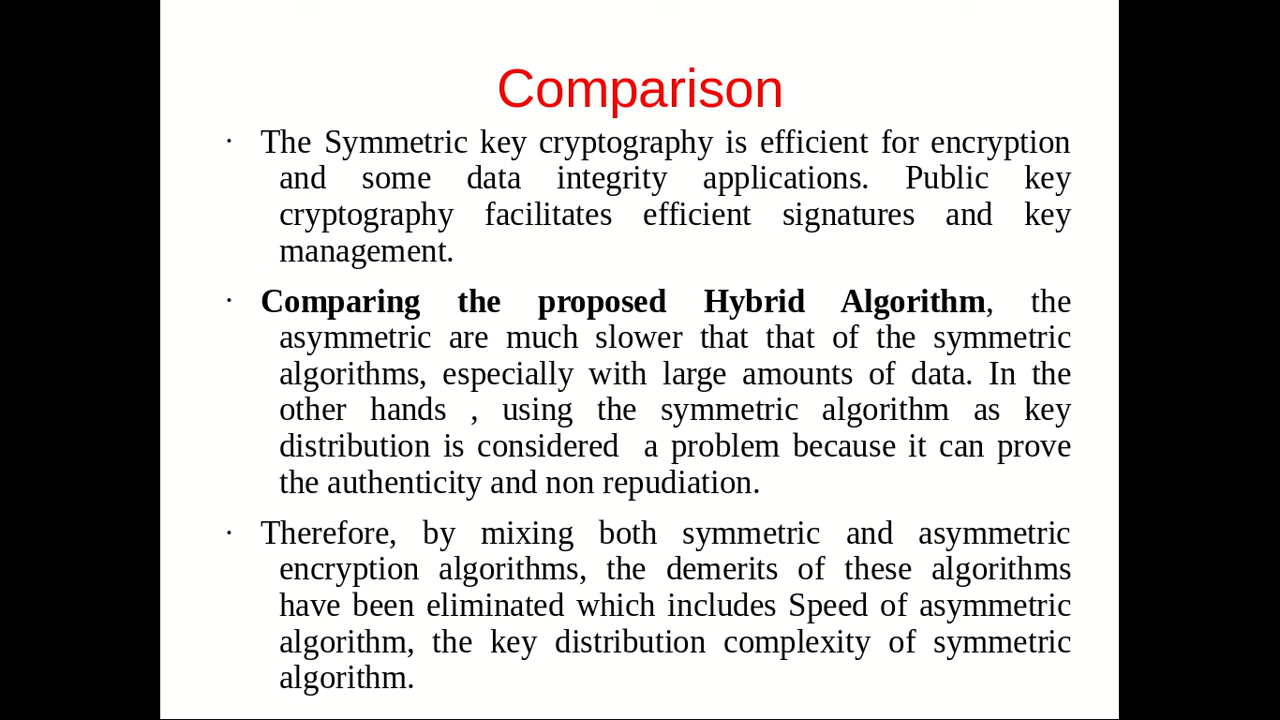 Comparison
· The Symmetric key cryptography is efficient for encryption
and some data integrity applications. Public key
cryptography facilitates efficient signatures and key
management.
· Comparing the proposed Hybrid Algorithm, the
asymmetric are much slower that that of the symmetric
algorithms, especially with large amounts of data. In the
other hands , using the symmetric algorithm as key
distribution is considered  a problem because it can prove
the authenticity and non repudiation.
· Therefore, by mixing both symmetric and asymmetric
encryption algorithms, the demerits of these algorithms
have been eliminated which includes Speed of asymmetric
algorithm, the key distribution complexity of symmetric
algorithm.